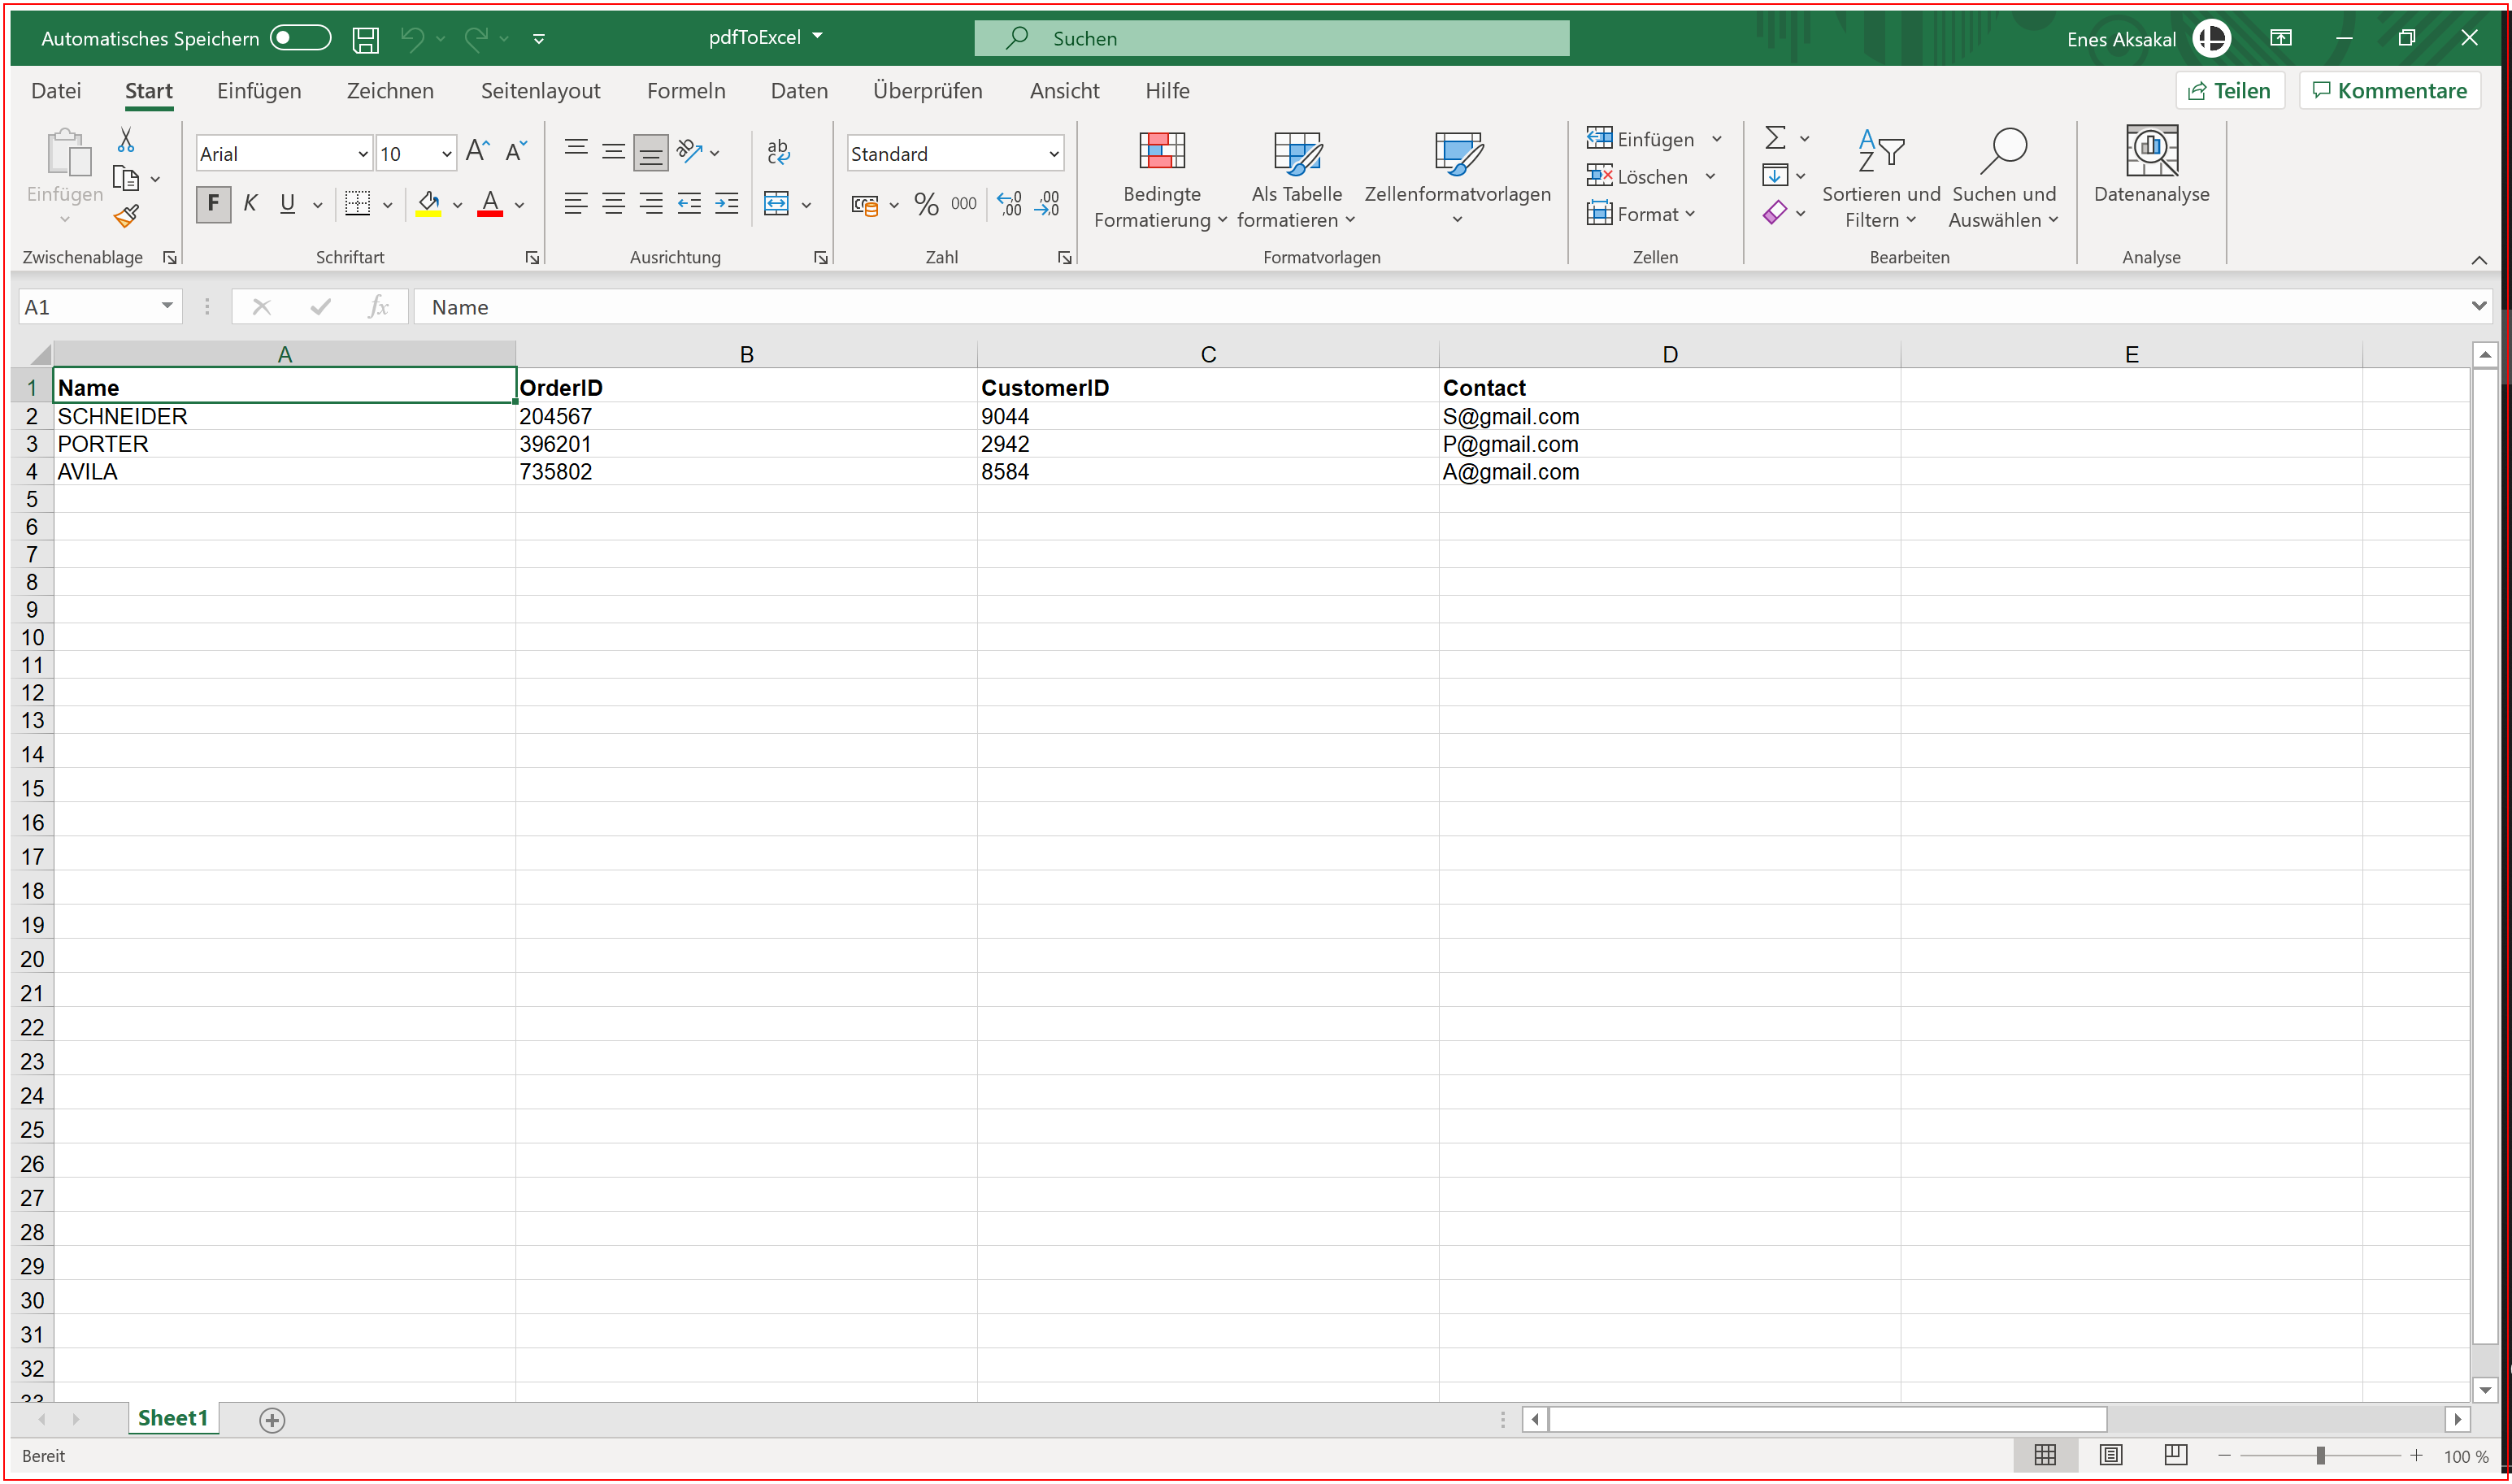 Automatisches Speichern pdfToExcel Suchen Enes Aksakal
Datei Start Einfügen Zeichnen Seitenlayout Formeln Daten Überprüfen Ansicht Hilfe Teilen Kommentare
Einfügen
Zwischenablage
Arial 10
F K U
Schriftart
Ausrichtung
Standard
% 000
Zahl
Bedingte
Formatierung
Als Tabelle
formatieren
Zellenformatvorlagen
Formatvorlagen
Einfügen
Löschen
Format
Zellen
Sortieren und
Filtern
Suchen und
Auswählen
Bearbeiten
Datenanalyse
Analyse
A1 fx Name
A B C D E
1 Name OrderID CustomerID Contact
2 SCHNEIDER 204567 9044 S@gmail.com
3 PORTER 396201 2942 P@gmail.com
4 AVILA 735802 8584 A@gmail.com
5
6
7
8
9
10
11
12
13
14
15
16
17
18
19
20
21
22
23
24
25
26
27
28
29
30
31
32
33
Sheet1
Bereit 100 %